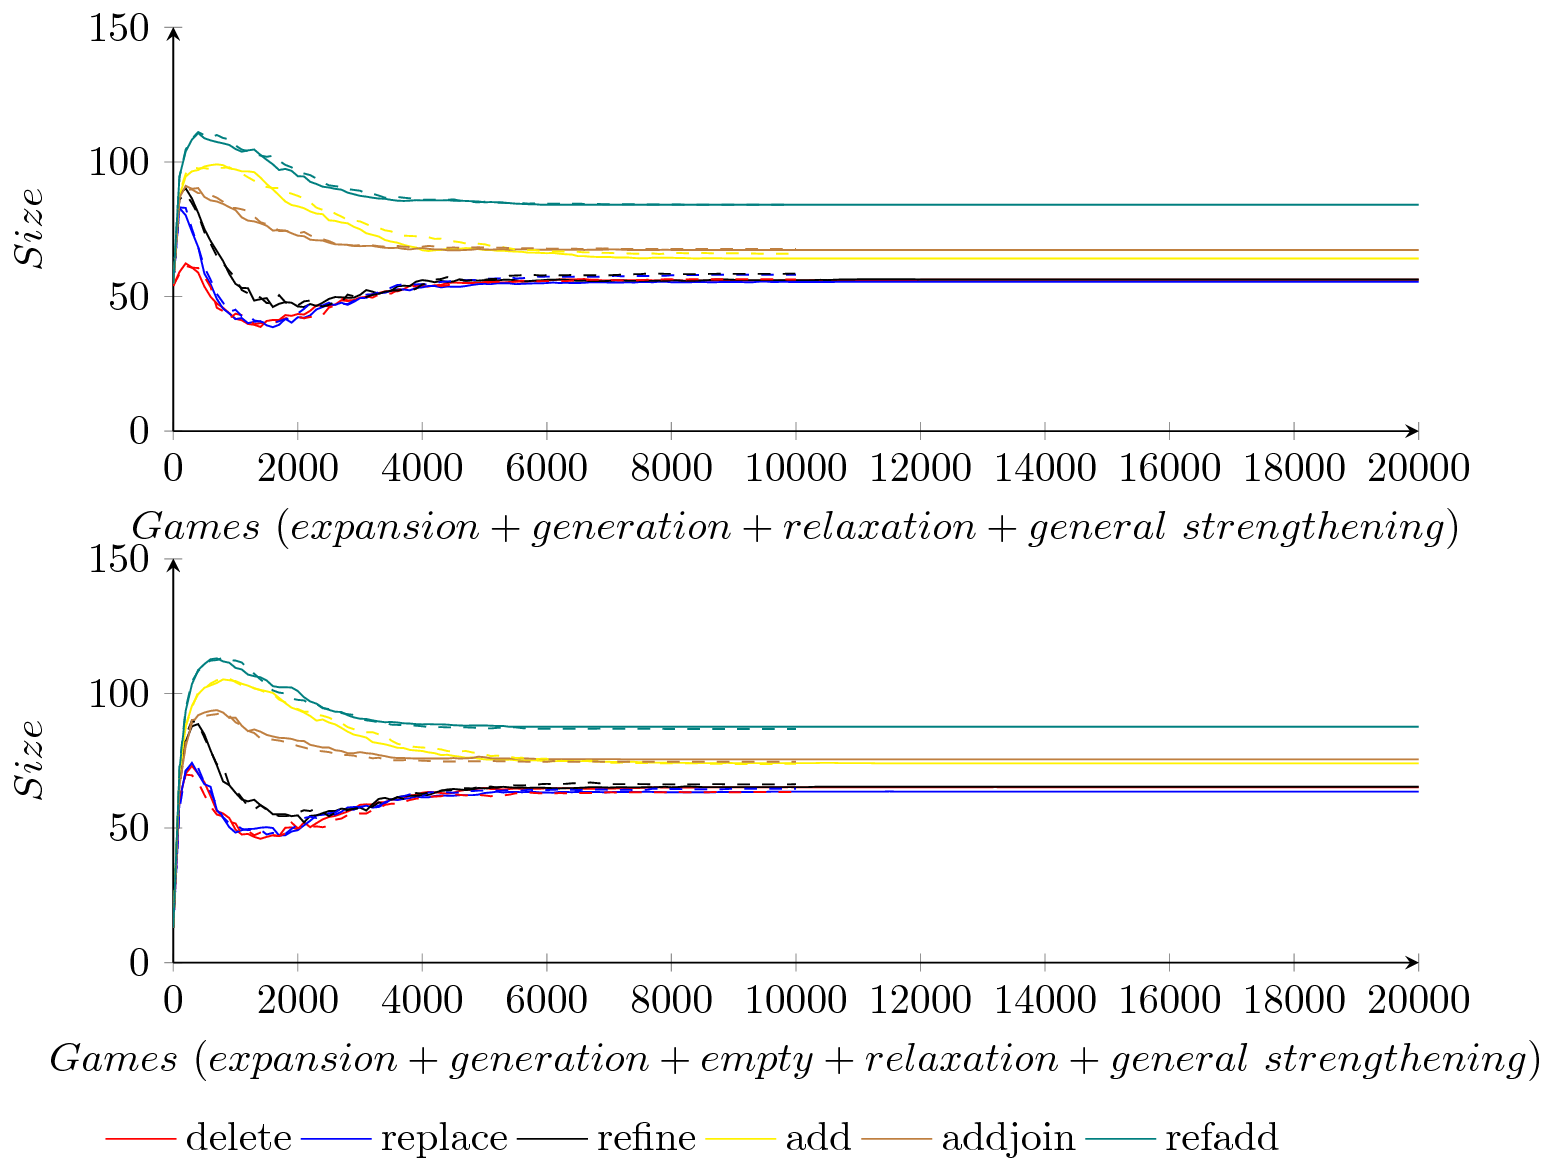 150
100
50
0
Size
0 2000 4000 6000 8000 10000 12000 14000 16000 18000 20000
Games (expansion + generation + relaxation + general strengthening)
150
100
50
0
Size
0 2000 4000 6000 8000 10000 12000 14000 16000 18000 20000
Games (expansion + generation + empty + relaxation + general strengthening)
delete replace refine add addjoin refadd